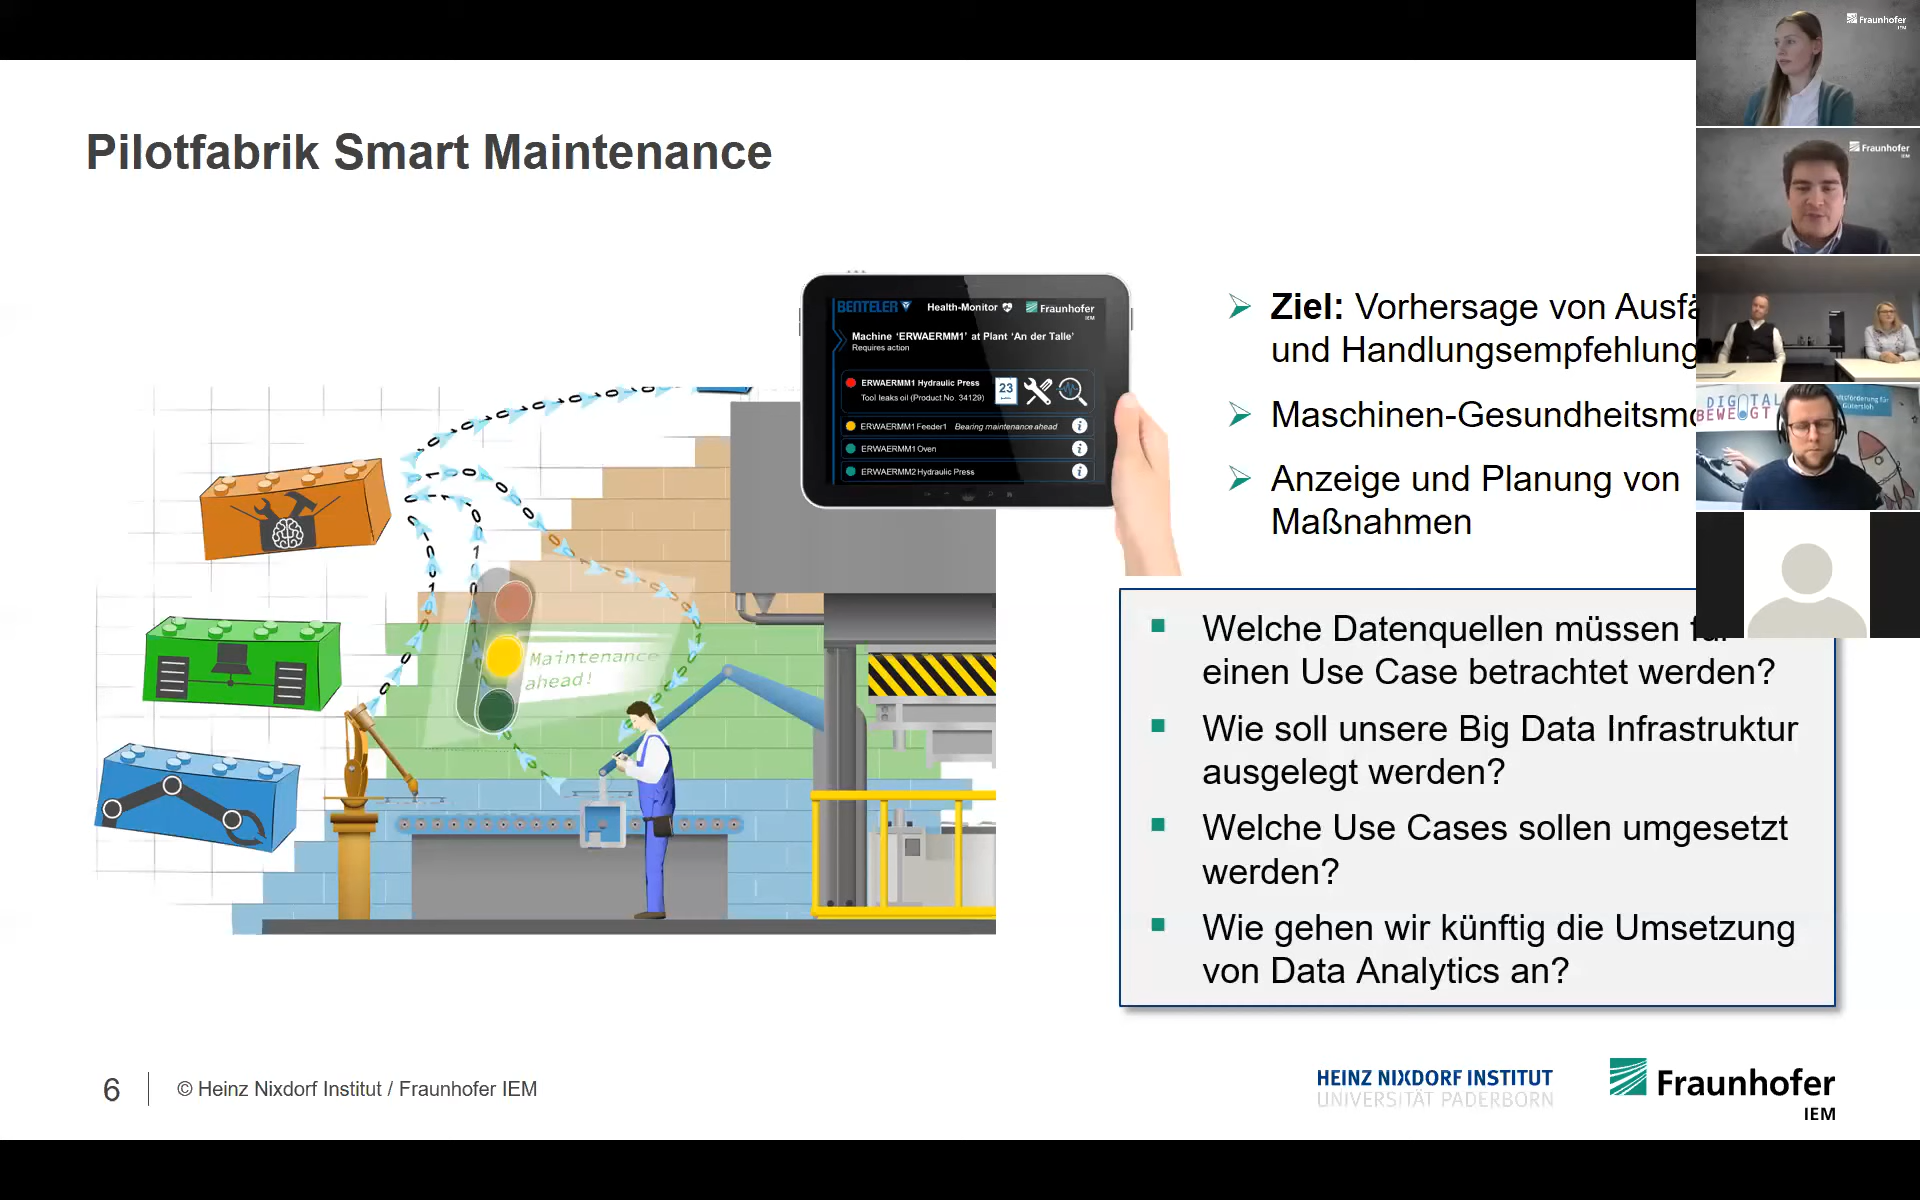 Pilotfabrik Smart Maintenance
BENTELER
Health-Monitor
Fraunhofer
IEM
Machine ‘ERWAERMM1’ at Plant ‘An der Talle’
Requires action
ERWAERMM1 Hydraulic Press
Tool leaks oil (Product No. 34129)
23
ERWAERMM1 Feeder1 Bearing maintenance ahead
ERWAERMM1 Oven
ERWAERMM2 Hydraulic Press
Maintenance
ahead!
Ziel: Vorhersage von
und
Maschinen-
Anzeige und Planung von
Maßnahmen
Welche Datenquellen müssen
einen Use Case betrachtet werden?
Wie soll unsere Big Data Infrastruktur
ausgelegt werden?
Welche Use Cases sollen umgesetzt
werden?
Wie gehen wir künftig die Umsetzung
von Data Analytics an?
6
© Heinz Nixdorf Institut / Fraunhofer IEM
HEINZ NIXDORF INSTITUT
UNIVERSITÄT PADERBORN
Fraunhofer
IEM
Fraunhofer
IEM
Fraunhofer
IEM
DIGITAL
BEWEGT